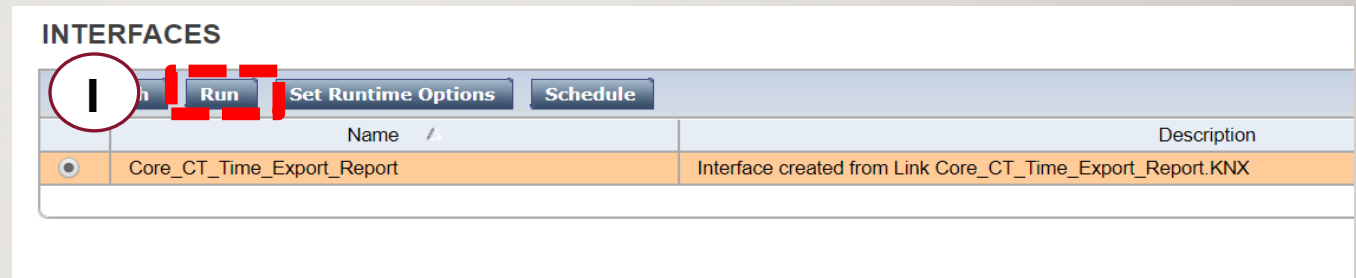 INTERFACES
I h Run Set Runtime Options Schedule
Name Description
Core_CT_Time_Export_Report Interface created from Link Core_CT_Time_Export_Report.KNX